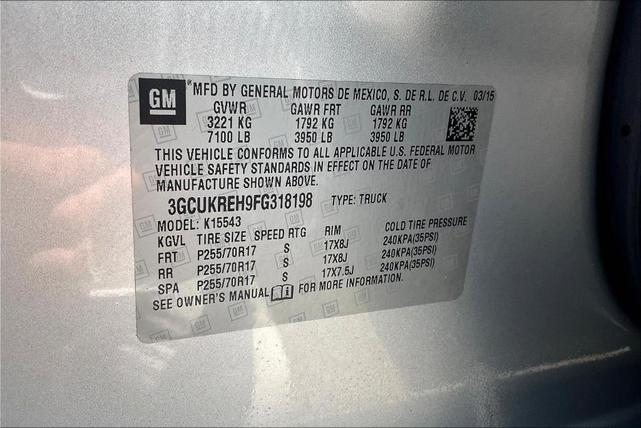 GM *MFD BY GENERAL MOTORS DE MEXICO, S. DE R.L. DE C.V. 03/15
GVWR GAWR FRT GAWR RR
3221 KG 1792 KG 1792 KG
7100 LB 3950 LB 3950 LB
THIS VEHICLE CONFORMS TO ALL APPLICABLE U.S. FEDERAL MOTOR
VEHICLE SAFETY STANDARDS IN EFFECT ON THE DATE OF
MANUFACTURE SHOWN ABOVE.
3GCUKREH9FG318198 TYPE: TRUCK
MODEL: K15543
KGVL TIRE SIZE SPEED RTG RIM COLD TIRE PRESSURE
FRT P255/70R17 S 17X8J 240KPA(35PSI)
RR P255/70R17 S 17X8J 240KPA(35PSI)
SPA P255/70R17 S 17X7.5J 240KPA(35PSI)
SEE OWNER'S MANUAL FOR MORE INFORMATION.